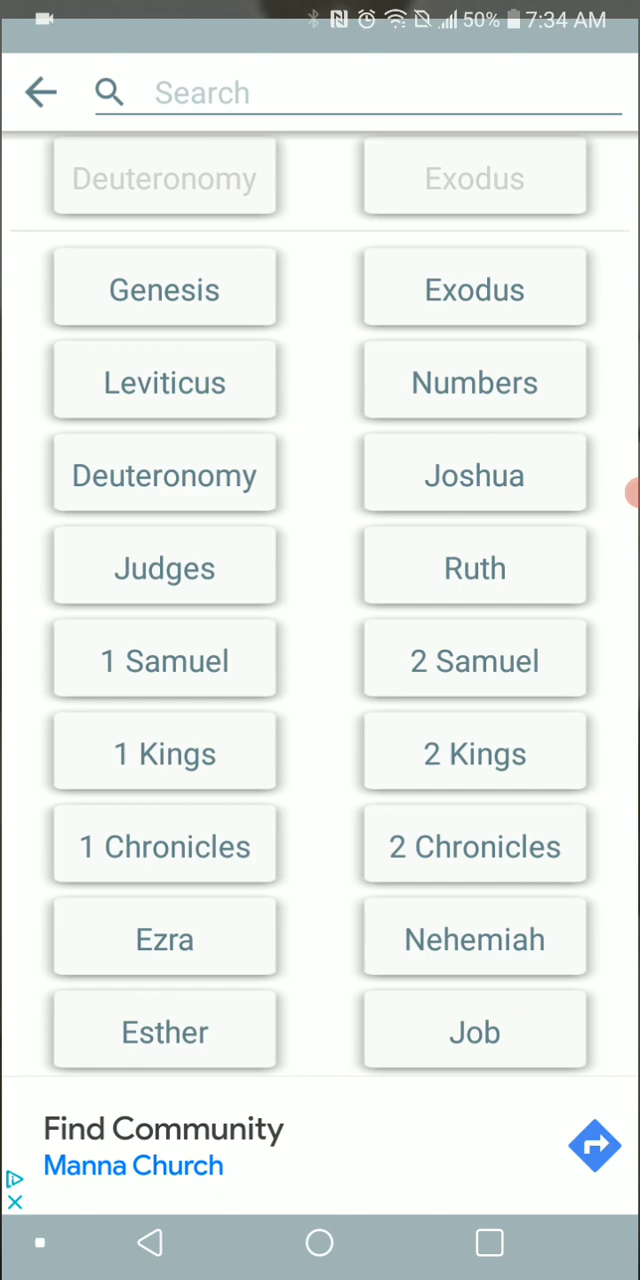 50% 7:34 AM
Search
Deuteronomy Exodus
Genesis Exodus
Leviticus Numbers
Deuteronomy Joshua
Judges Ruth
1 Samuel 2 Samuel
1 Kings 2 Kings
1 Chronicles 2 Chronicles
Ezra Nehemiah
Esther Job
Find Community
Manna Church